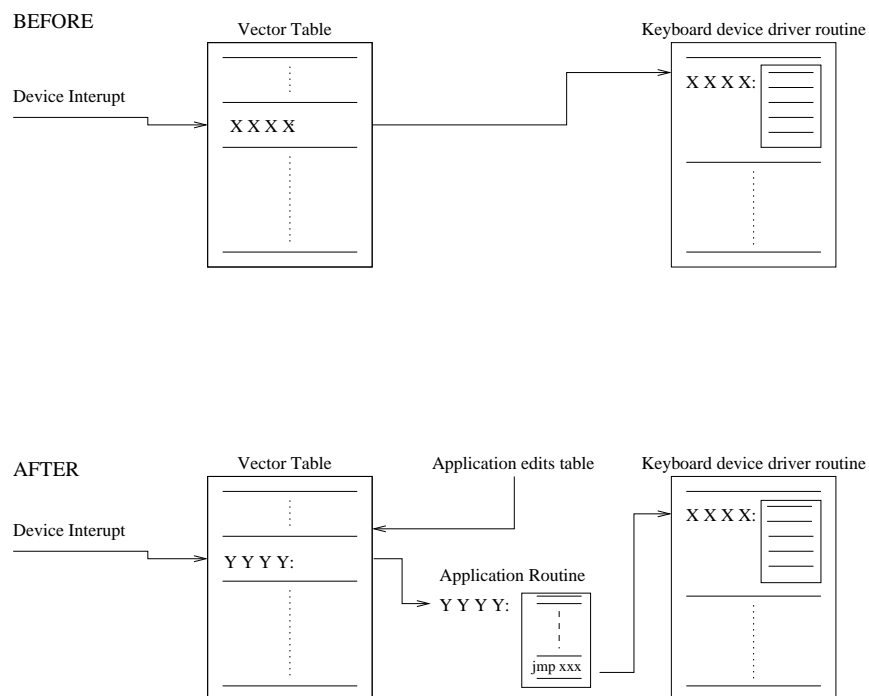 BEFORE
Vector Table
Keyboard device driver routine
Device Interupt
X X X X
X X X X:
AFTER
Vector Table
Application edits table
Keyboard device driver routine
Device Interupt
X X X X:
Y Y Y Y:
Application Routine
Y Y Y Y:
jmp xxx